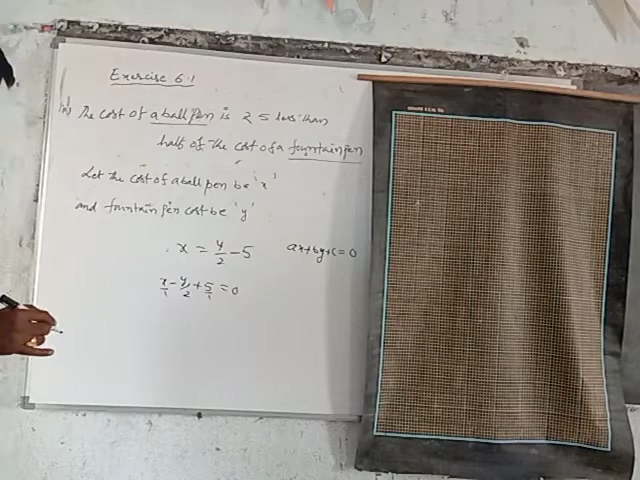 Exercise 6.1
iv) The cost of a ball pen is ₹ 5 less than
half of the cost of a fountain pen
Let the cost of a ball pen be 'x'
and fountain pen cost be 'y'
x = y/2 - 5
ax+by+c=0
x/1 - y/2 + 5/1 = 0